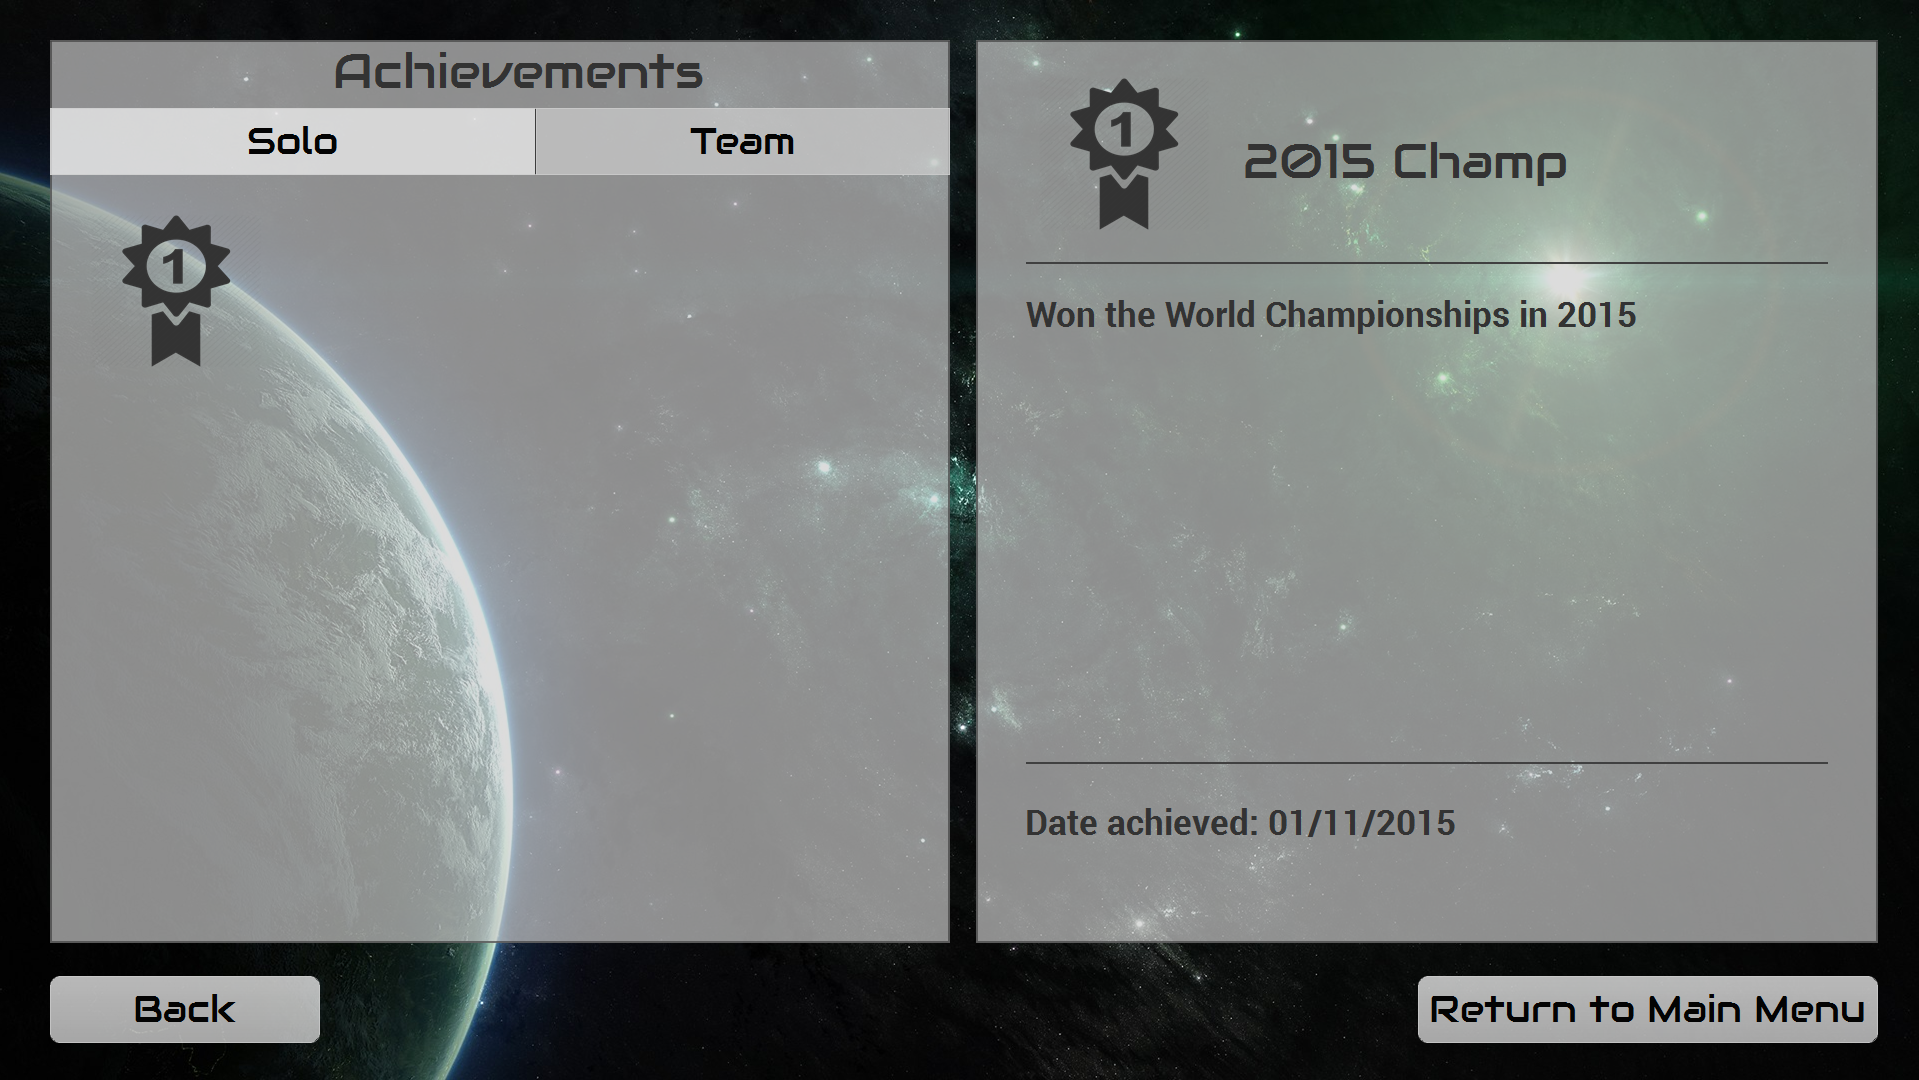 Achievements
Solo
Team
1
1
2015 Champ
Won the World Championships in 2015
Date achieved: 01/11/2015
Back
Return to Main Menu